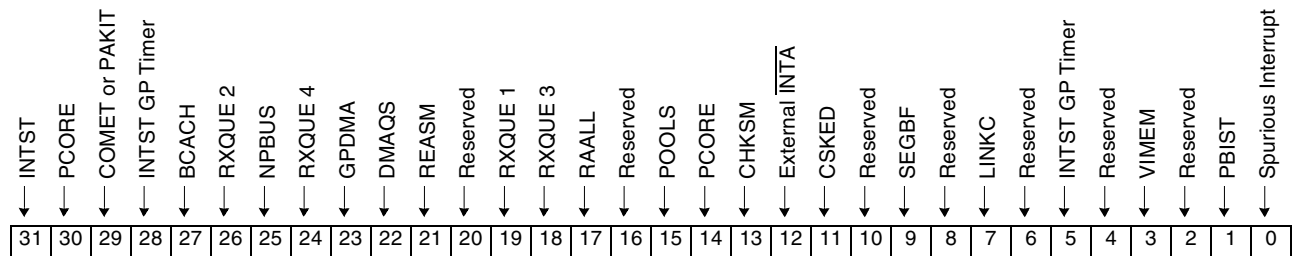 INTST
PCORE
COMET or PAKIT
INTST GP Timer
BCACH
RXQUE 2
NPBUS
RXQUE 4
GPDMA
DMAQS
REASM
Reserved
RXQUE 1
RXQUE 3
RAALL
Reserved
POOLS
PCORE
CHKSM
External INTA
CSKED
Reserved
SEGBF
Reserved
LINKC
Reserved
INTST GP Timer
Reserved
VIMEM
Reserved
PBIST
Spurious Interrupt
31 30 29 28 27 26 25 24 23 22 21 20 19 18 17 16 15 14 13 12 11 10 9 8 7 6 5 4 3 2 1 0